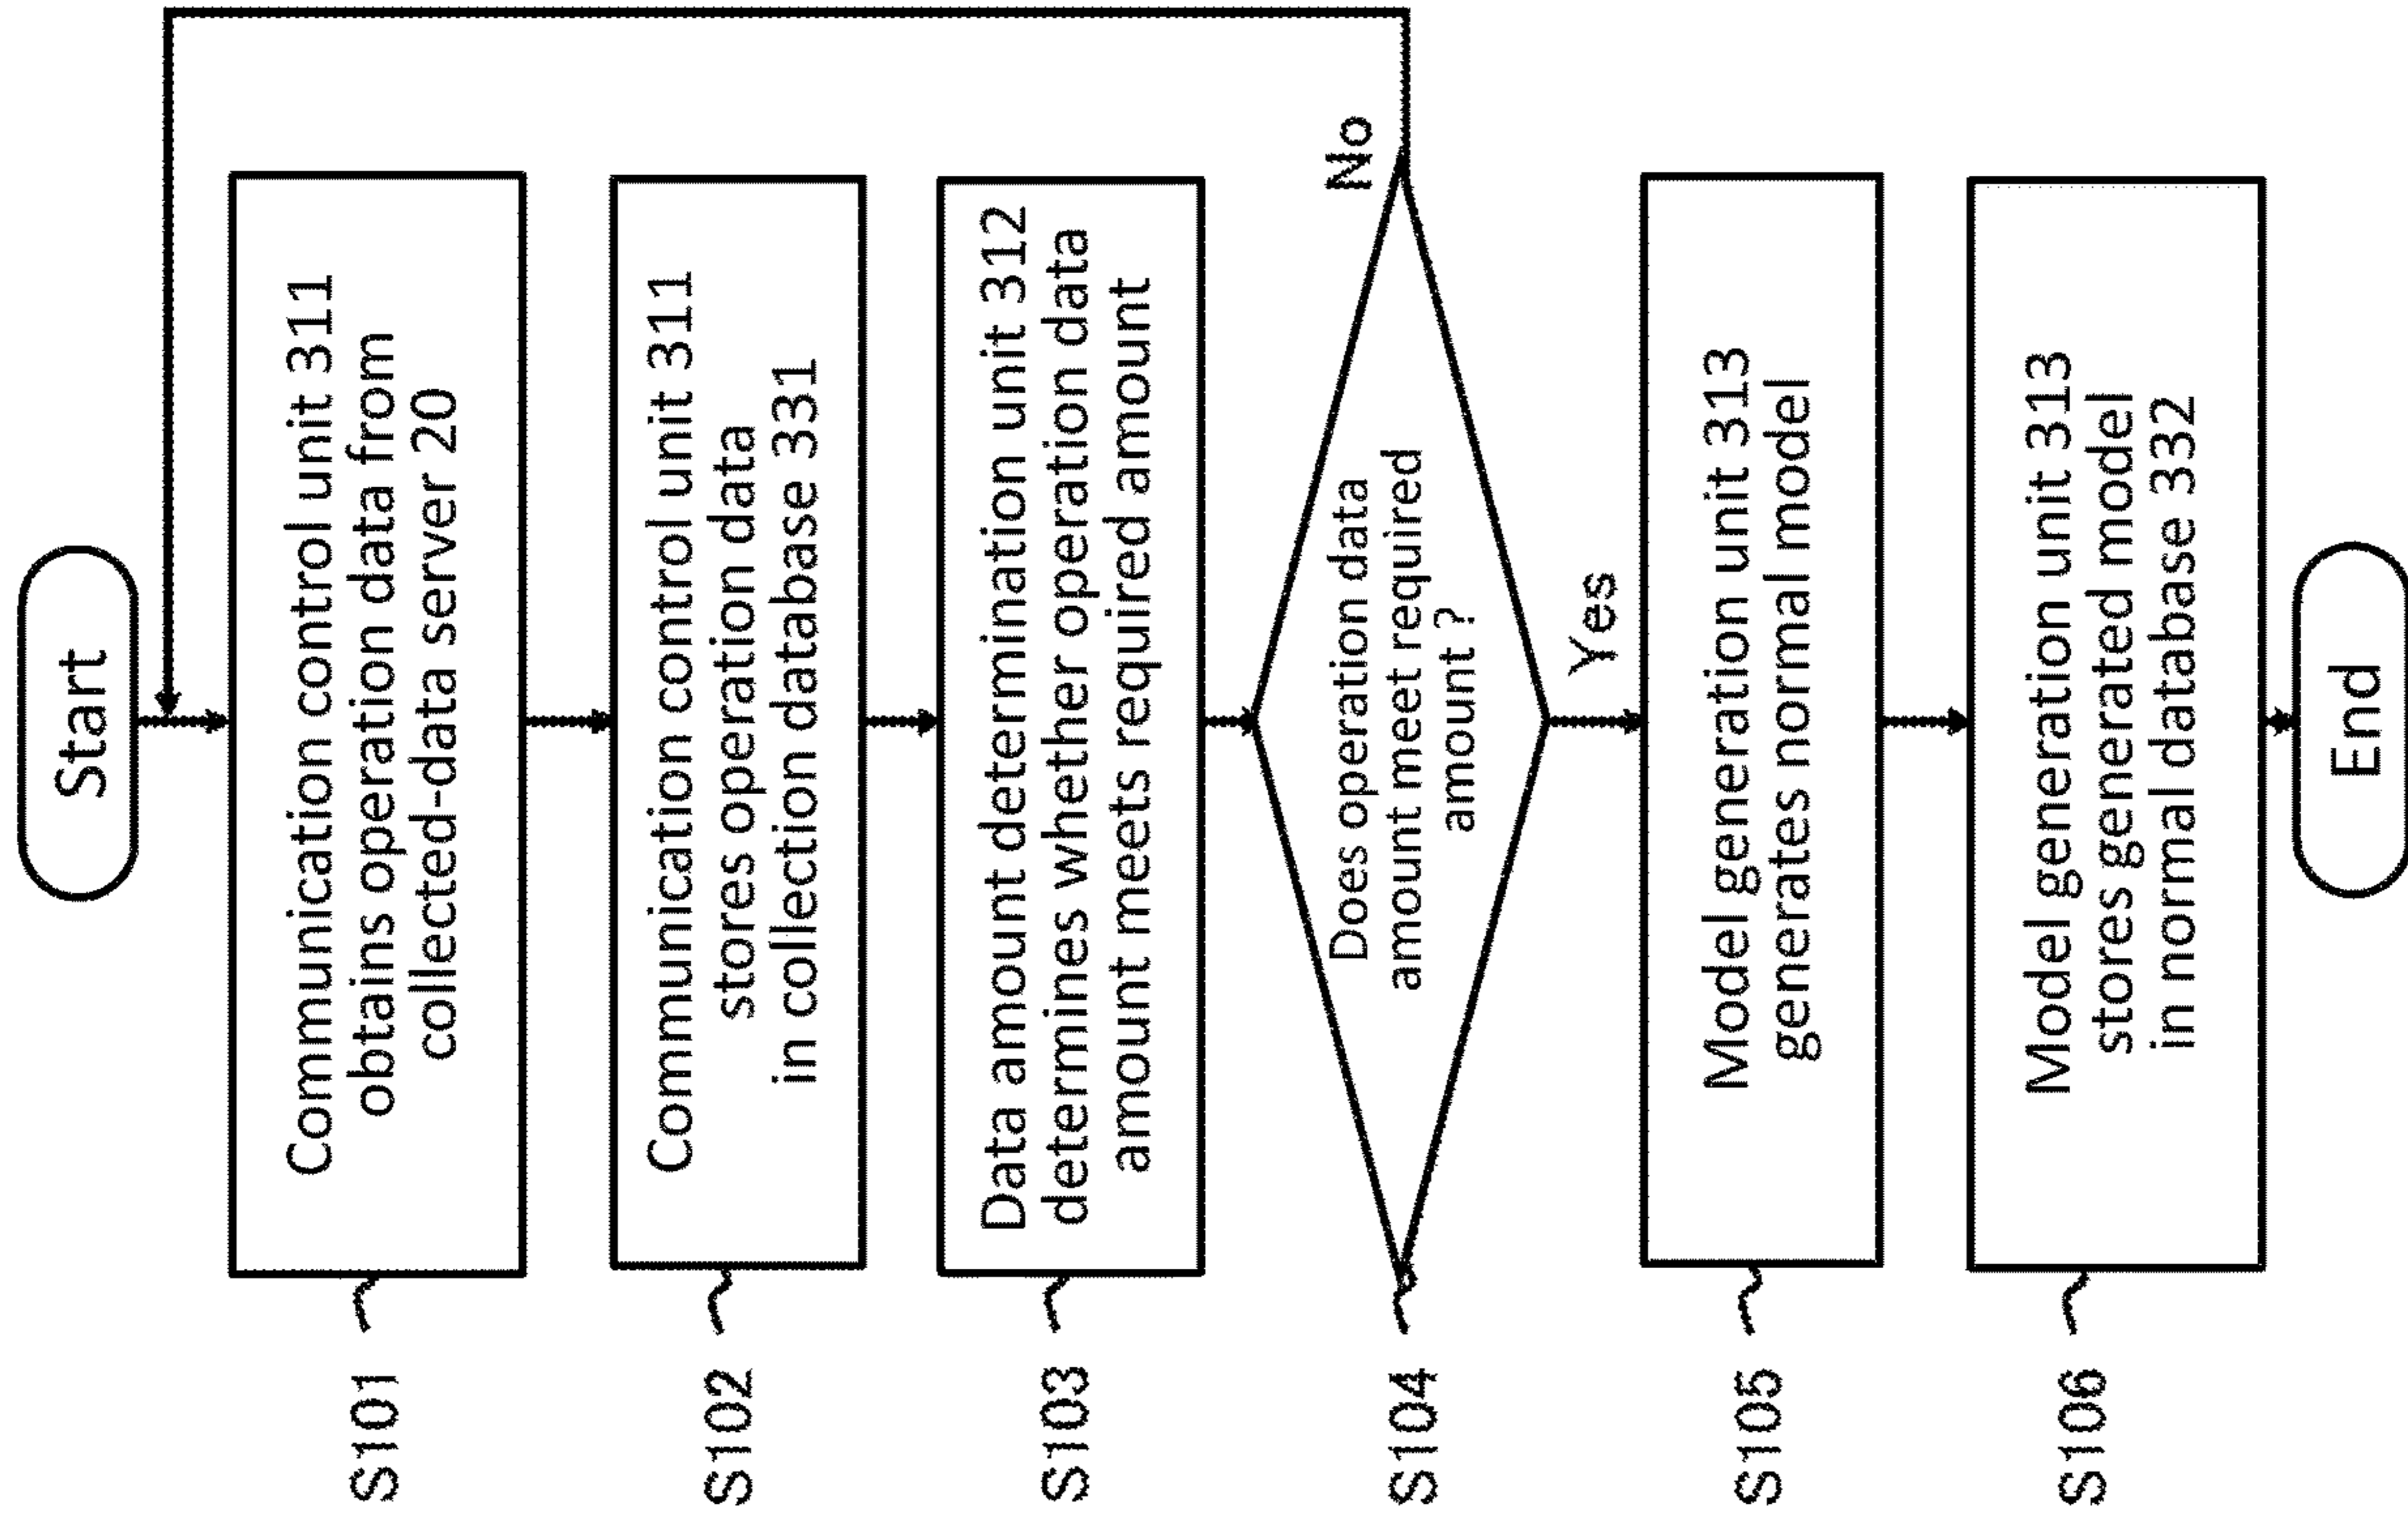 Start
S101
Communication control unit 311
obtains operation data from
collected-data server 20
S102
Communication control unit 311
stores operation data
in collection database 331
S103
Data amount determination unit 312
determines whether operation data
amount meets required amount
S104
Does operation data
amount meet required
amount ?
No
Yes
S105
Model generation unit 313
generates normal model
S106
Model generation unit 313
stores generated model
in normal database 332
End